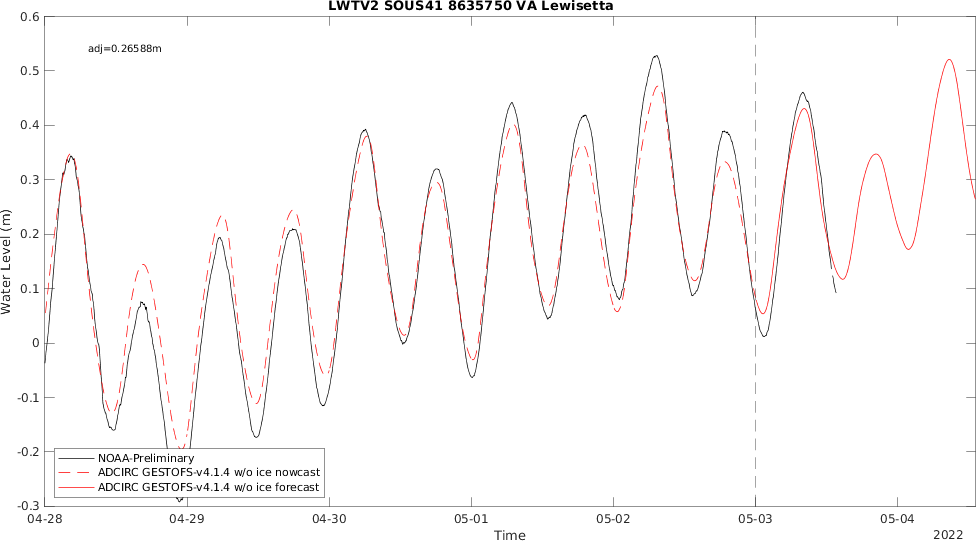 LWTV2 SOUS41 8635750 VA Lewisetta
adj=0.26588m
0.6
0.5
0.4
0.3
0.2
0.1
0
-0.1
-0.2
-0.3
Water Level (m)
NOAA-Preliminary
ADCIRC GESTOFS-v4.1.4 w/o ice nowcast
ADCIRC GESTOFS-v4.1.4 w/o ice forecast
04-28 04-29 04-30 05-01 05-02 05-03 05-04
Time
2022